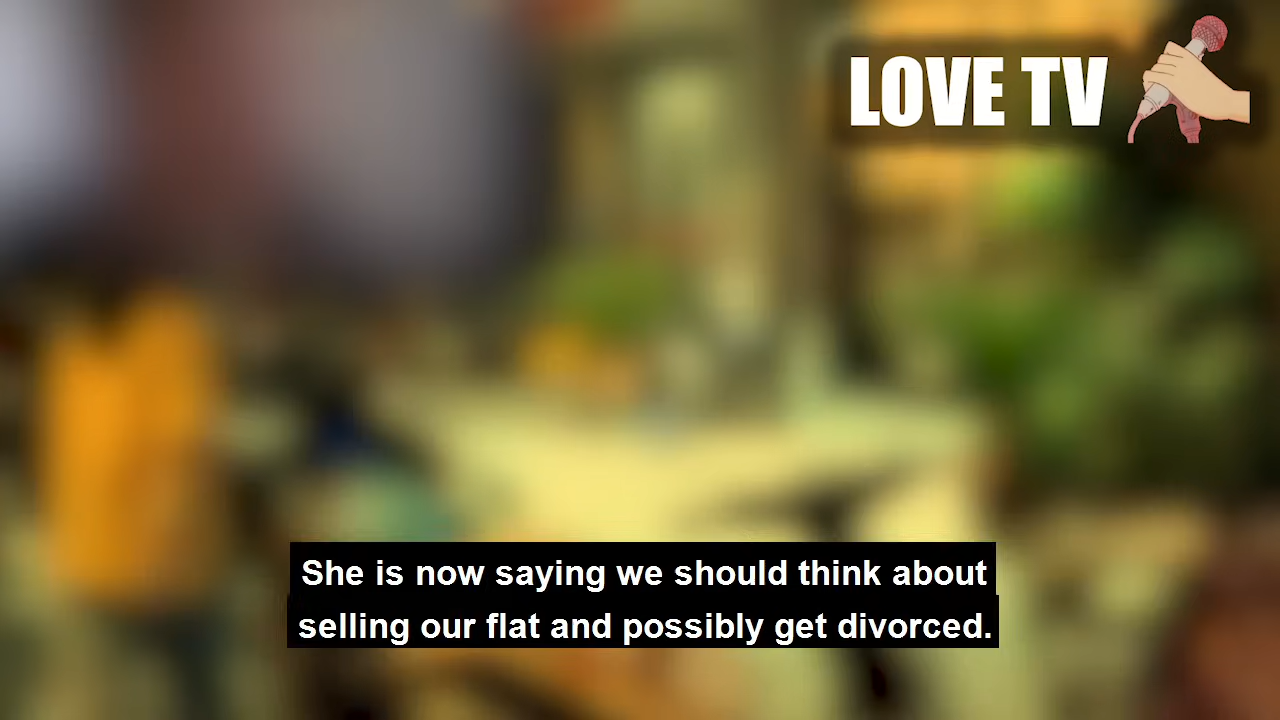 LOVE TV
She is now saying we should think about
selling our flat and possibly get divorced.